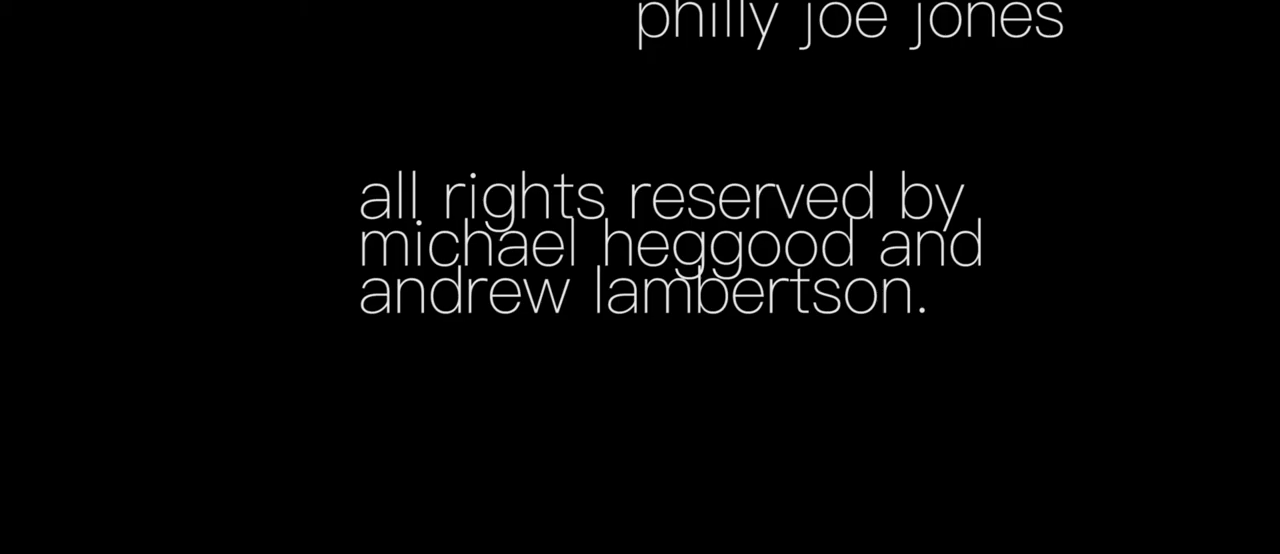 philly joe jones
all rights reserved by
michael heggood and
andrew lambertson.